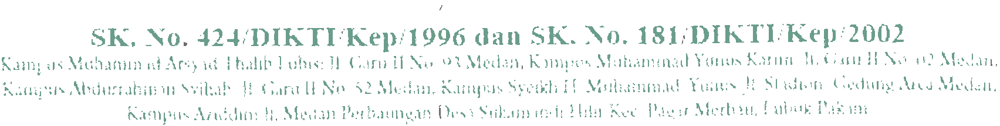 SK. No. 424/DIKTI/Kep/1996 dan SK. No. 181/DIKTI/Kep/2002
Kampus Muhammad Arsyad Thalib Lubis: Jl. Garu II No. 93 Medan, Kampus Muhammad Yunus Karim: Jl. Garu II No. 02 Medan,
Kampus Abdurrahman Syihab: Jl. Garu II No. 52 Medan, Kampus Syeikh H. Muhammad Yunus: Jl. Stadion Gedung Arca Medan,
Kampus Aziddin: Jl. Medan Perbaungan Desa Sukamandi Hilir Kec. Pagar Merbau, Lubuk Pakam